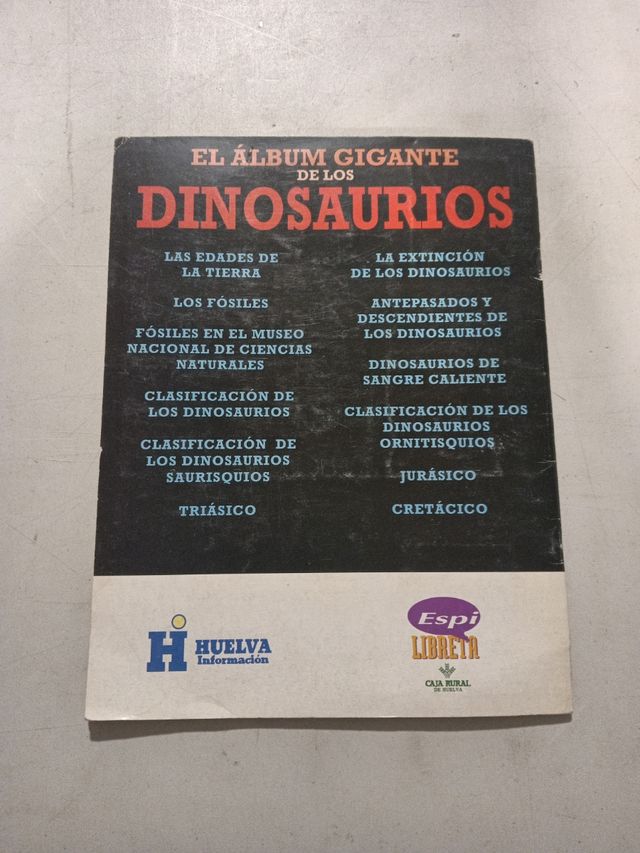 EL ÁLBUM GIGANTE
DE LOS
DINOSAURIOS
LAS EDADES DE
LA TIERRA
LOS FÓSILES
FÓSILES EN EL MUSEO
NACIONAL DE CIENCIAS
NATURALES
CLASIFICACIÓN DE
LOS DINOSAURIOS
CLASIFICACIÓN DE
LOS DINOSAURIOS
SAURISQUIOS
TRIÁSICO
LA EXTINCIÓN
DE LOS DINOSAURIOS
ANTEPASADOS Y
DESCENDIENTES DE
LOS DINOSAURIOS
DINOSAURIOS DE
SANGRE CALIENTE
CLASIFICACIÓN DE LOS
DINOSAURIOS
ORNITISQUIOS
JURÁSICO
CRETÁCICO
Hi HUELVA
Información
Espi
LIBRETA
CAJA RURAL
DE HUELVA